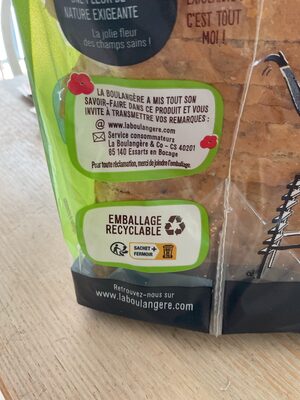 NATURE EXIGEANTE
La jolie fleur
des champs sains !
C'EST TOUT
MOI !
LA BOULANGÈRE A MIS TOUT SON
SAVOIR-FAIRE DANS CE PRODUIT ET VOUS
INVITE À TRANSMETTRE VOS REMARQUES :
@ www.laboulangere.com
Service consommateurs
La Boulangère & Co - CS 40201
85 140 Essarts en Bocage
Pour toute réclamation, merci de joindre l'emballage.
EMBALLAGE
RECYCLABLE
SACHET +
FERMOIR
Retrouvez-nous sur
www.laboulangere.com